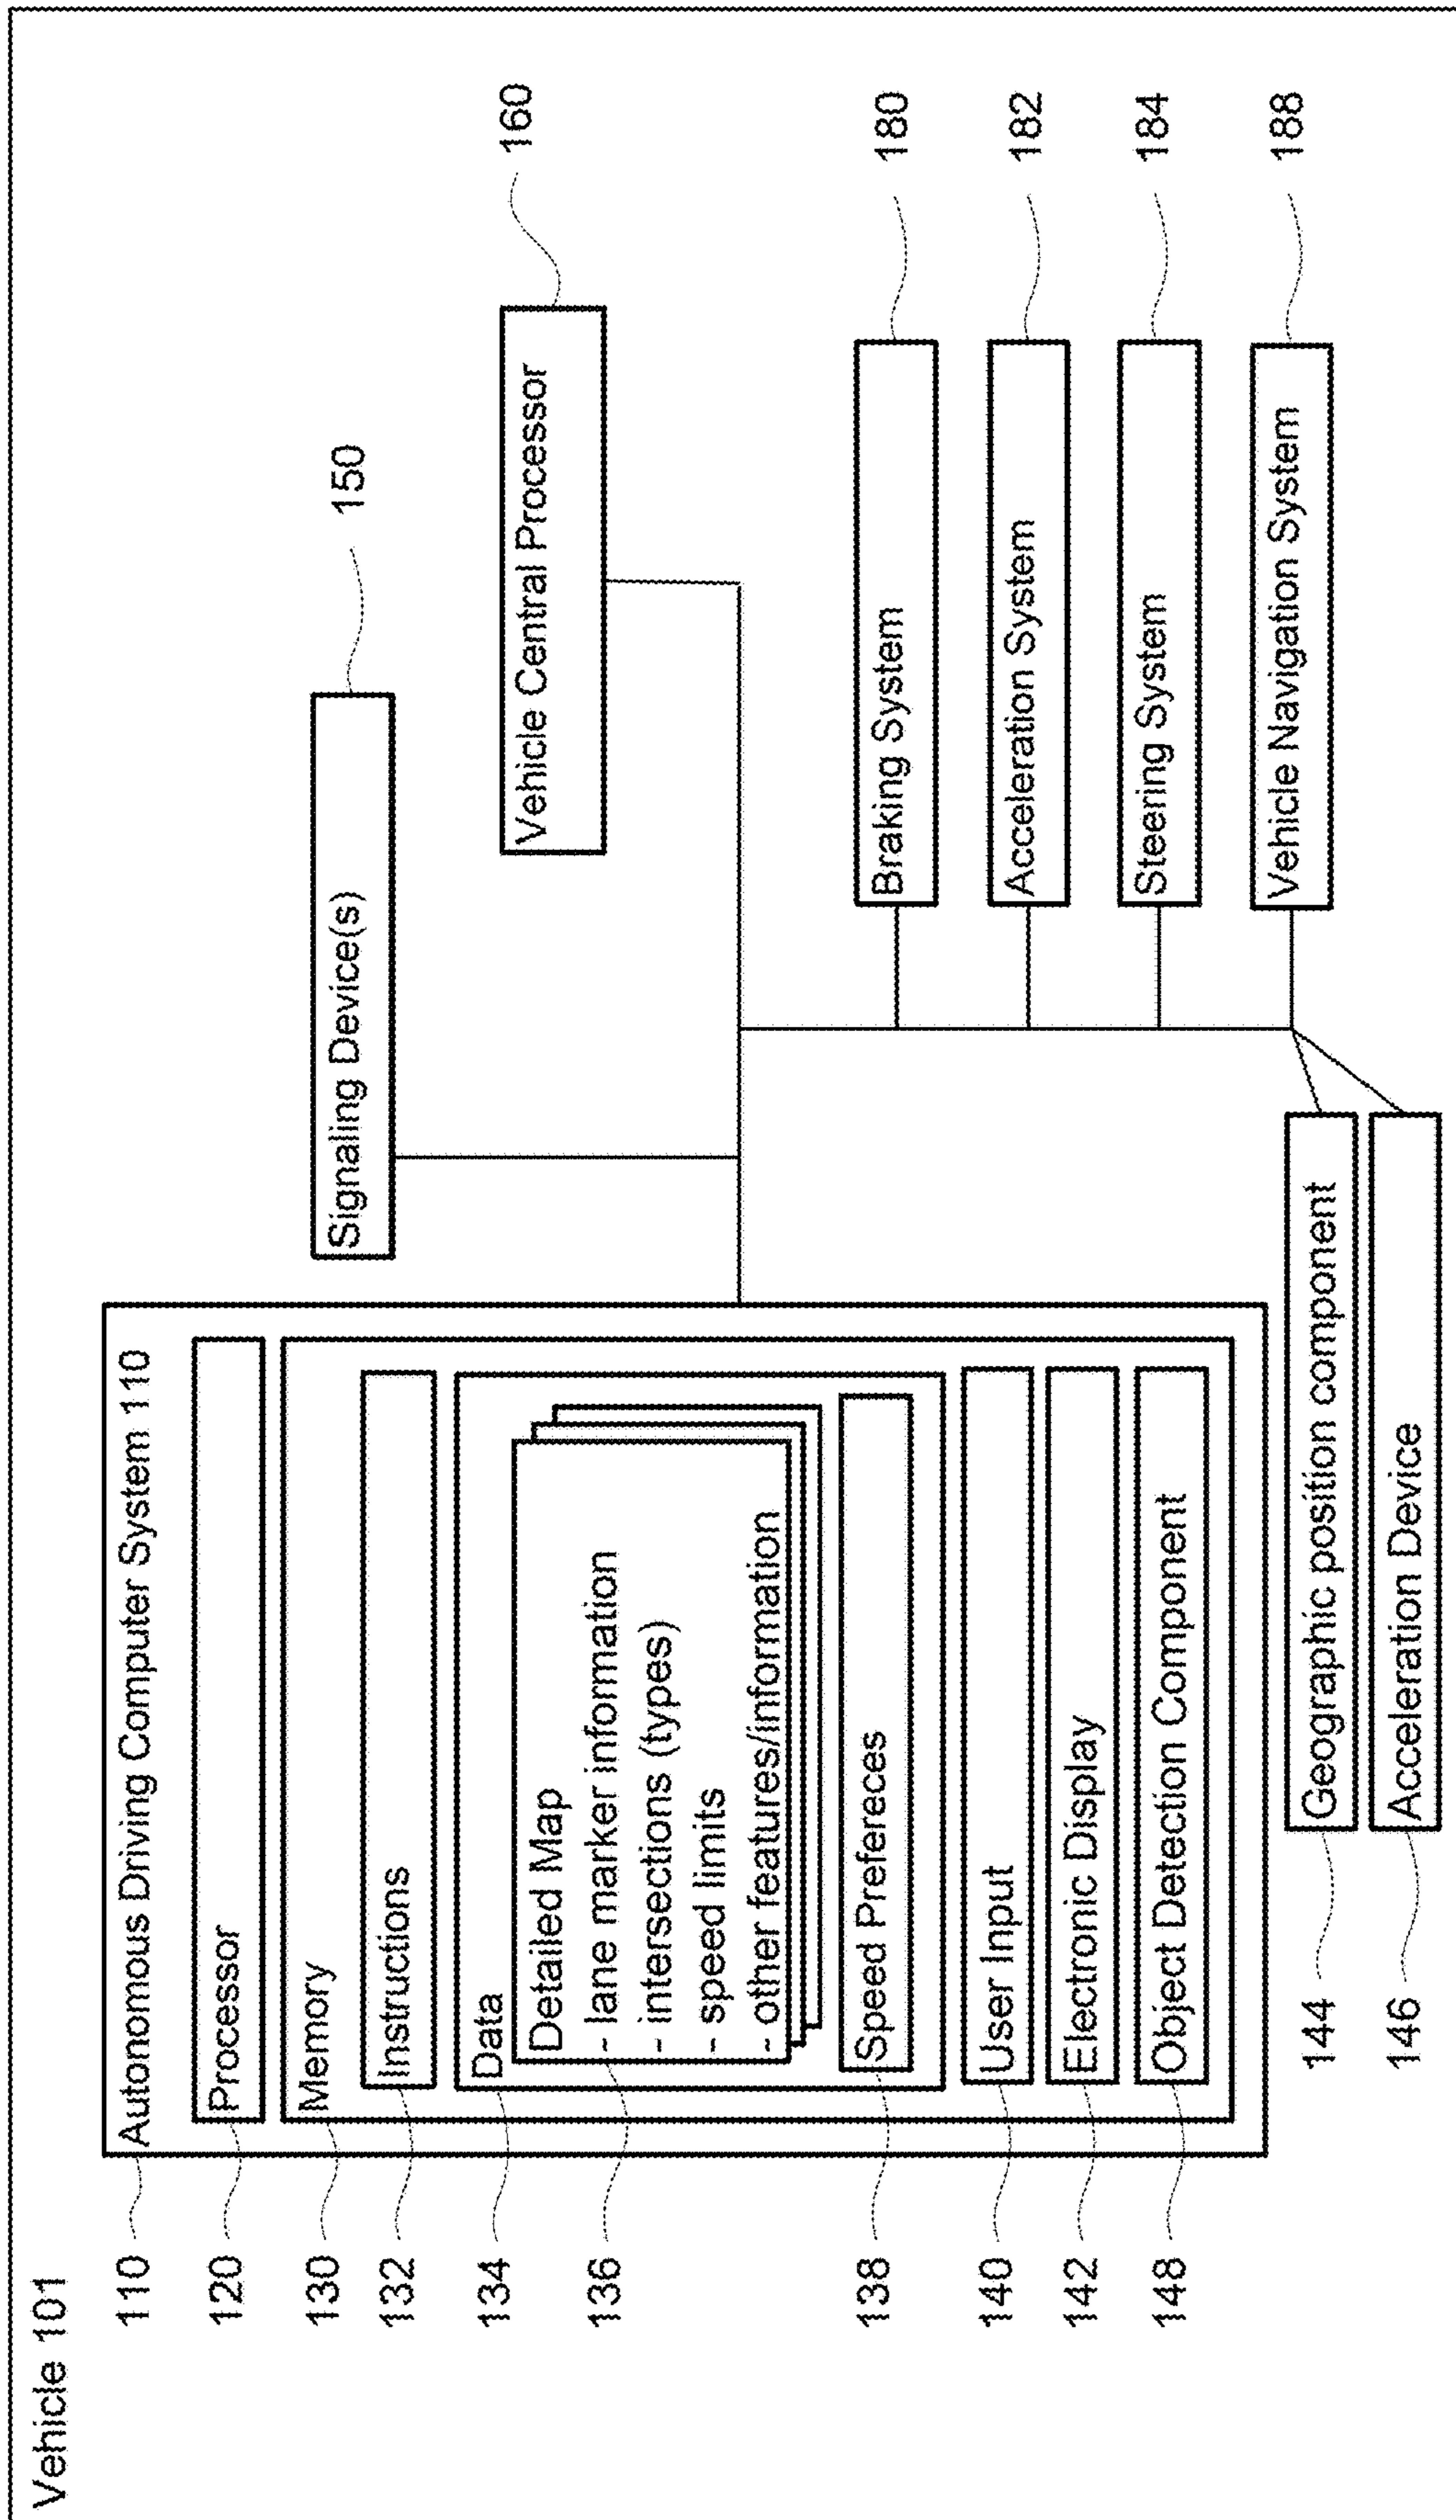 Vehicle 101
110
Autonomous Driving Computer System 110
120
Processor
130
Memory
132
Instructions
134
Data
136
Detailed Map
- lane marker information
- intersections (types)
- speed limits
- other features/information
138
Speed Prefereces
140
User Input
142
Electronic Display
148
Object Detection Component
144
Geographic position component
146
Acceleration Device
Signaling Device(s)
150
Vehicle Central Processor
160
Braking System
180
Acceleration System
182
Steering System
184
Vehicle Navigation System
188